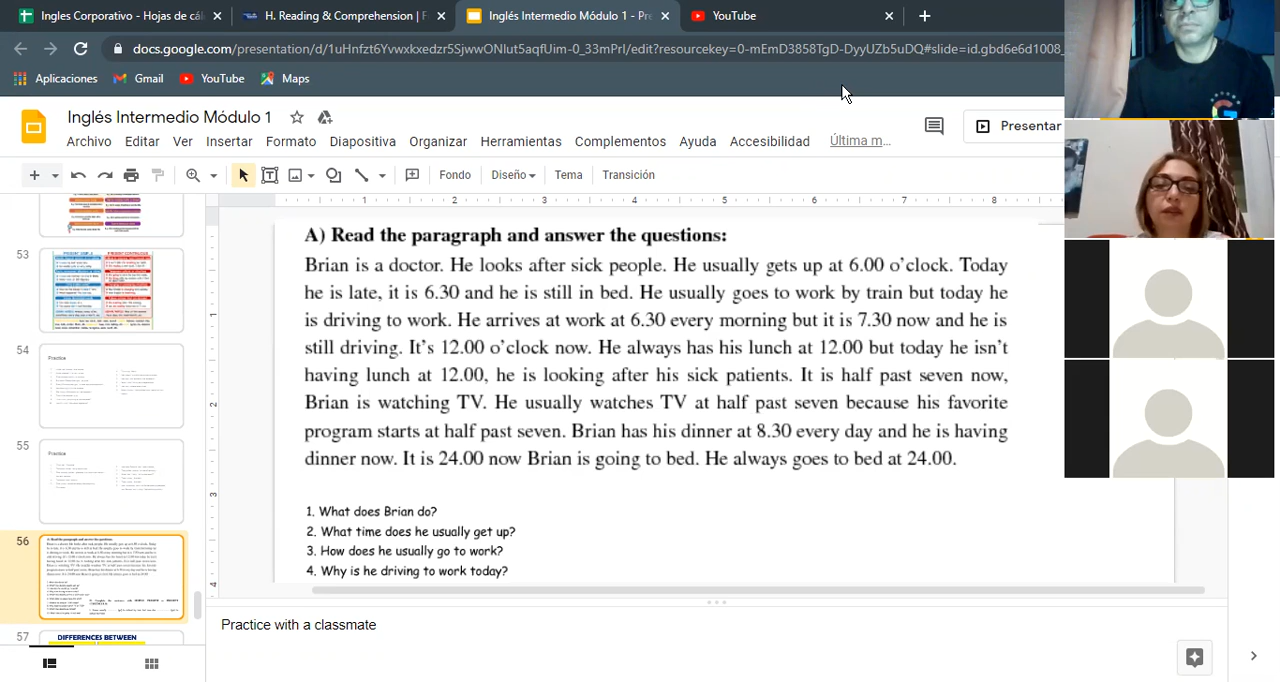 Ingles Corporativo - Hojas de cál
H. Reading & Comprehension | F
Inglés Intermedio Módulo 1 - Pre
YouTube
docs.google.com/presentation/d/1uHnfzt6Yvwxkxedzr5SjwwONlut5aqfUim-0_33mPrI/edit?resourcekey=0-mEmD3858TgD-DyyUZb5uDQ#slide=id.gbd6e6d1008_
Aplicaciones
Gmail
YouTube
Maps
Inglés Intermedio Módulo 1
Archivo Editar Ver Insertar Formato Diapositiva Organizar Herramientas Complementos Ayuda Accesibilidad Última m...
Presentar
Fondo Diseño Tema Transición
2 3 4 5 6 7 8
A) Read the paragraph and answer the questions:
Brian is a doctor. He looks after sick people. He usually gets up at 6.00 o'clock. Today
he is late. It is 6.30 and he is still in bed. He usually goes to work by train but today he
is driving to work. He arrives at work at 6.30 every morning but it is 7.30 now and he is
still driving. It's 12.00 o'clock now. He always has his lunch at 12.00 but today he isn't
having lunch at 12.00, he is looking after his sick patients. It is half past seven now,
Brian is watching TV. He usually watches TV at half past seven because his favorite
program starts at half past seven. Brian has his dinner at 8.30 every day and he is having
dinner now. It is 24.00 now Brian is going to bed. He always goes to bed at 24.00.
1. What does Brian do?
2. What time does he usually get up?
3. How does he usually go to work?
4. Why is he driving to work
53
54
Practice
55
Practice
56
57
DIFFERENCES BETWEEN
Practice with a classmate